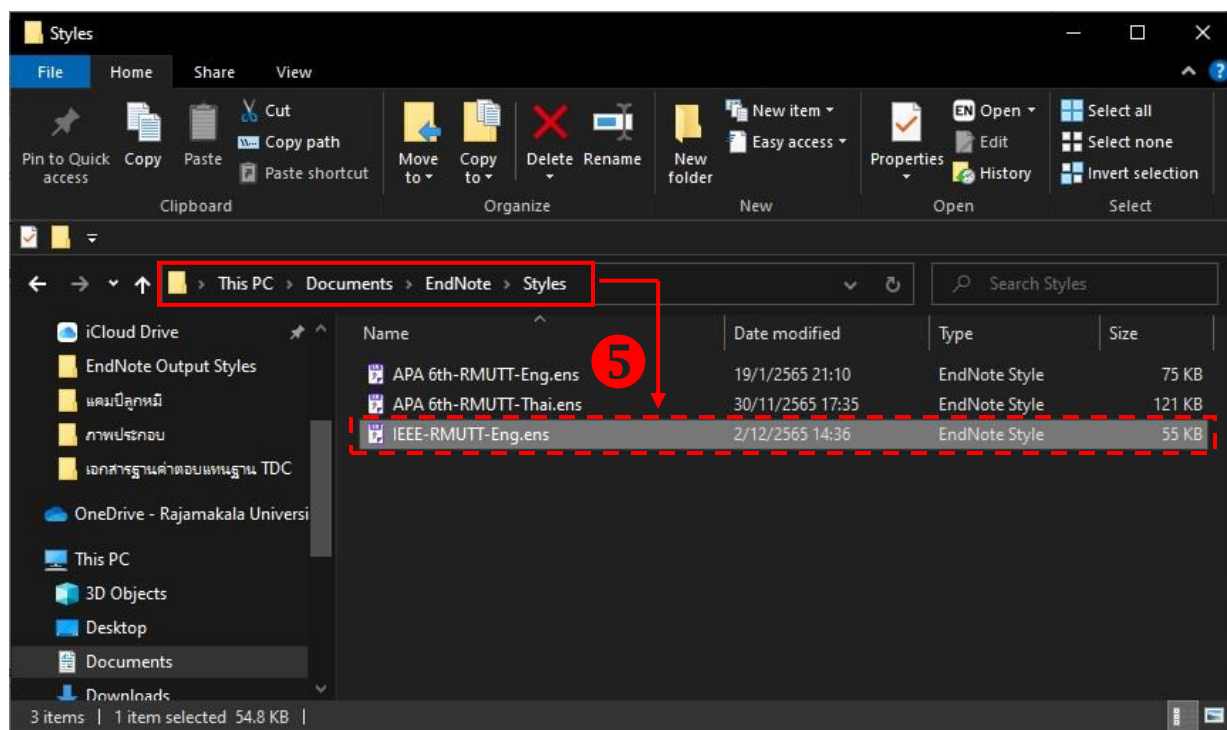 Styles
File Home Share View
Pin to Quick access
Copy
Paste
Cut
Copy path
Paste shortcut
Clipboard
Move to
Copy to
Delete
Rename
Organize
New folder
New item
Easy access
New
Properties
EN Open
Edit
History
Open
Select all
Select none
Invert selection
Select
This PC > Documents > EndNote > Styles
Search Styles
iCloud Drive
EndNote Output Styles
แคมป์ลูกหมี
ภาพประกอบ
เอกสารฐานค่าตอบแทนฐาน TDC
OneDrive - Rajamakala Universi
This PC
3D Objects
Desktop
Documents
Downloads
Name Date modified Type Size
5
APA 6th-RMUTT-Eng.ens 19/1/2565 21:10 EndNote Style 75 KB
APA 6th-RMUTT-Thai.ens 30/11/2565 17:35 EndNote Style 121 KB
IEEE-RMUTT-Eng.ens 2/12/2565 14:36 EndNote Style 55 KB
3 items | 1 item selected 54.8 KB |